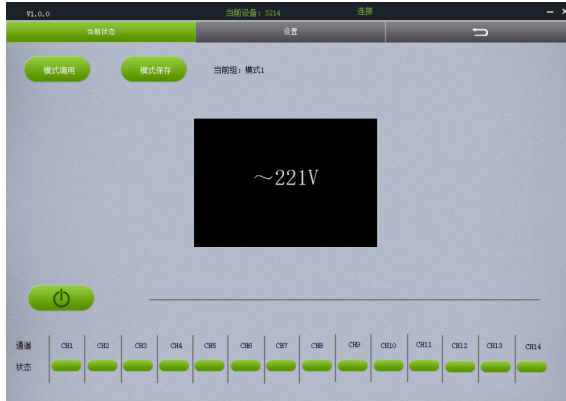 V1.0.0 当前设备：S214 连接
当前状态 设置
模式调用 模式保存 当前组：模式1
～221V
通道 CH1 CH2 CH3 CH4 CH5 CH6 CH7 CH8 CH9 CH10 CH11 CH12 CH13 CH14
状态